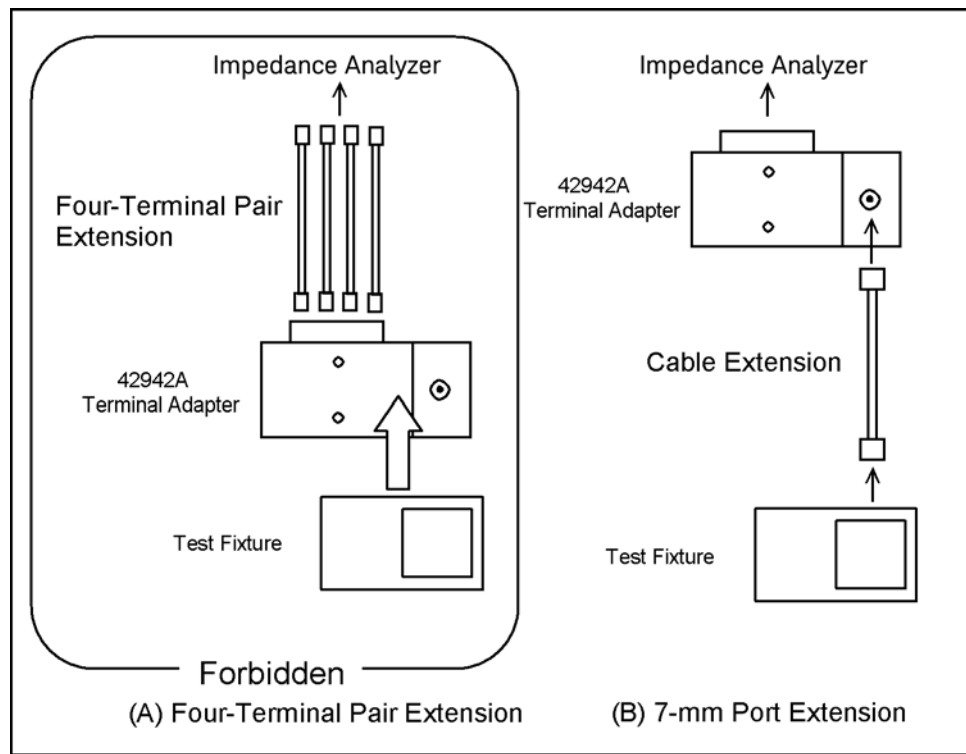 Impedance Analyzer
Four-Terminal Pair
Extension
42942A
Terminal Adapter
Test Fixture
Forbidden
(A) Four-Terminal Pair Extension
Impedance Analyzer
42942A
Terminal Adapter
Cable Extension
Test Fixture
(B) 7-mm Port Extension